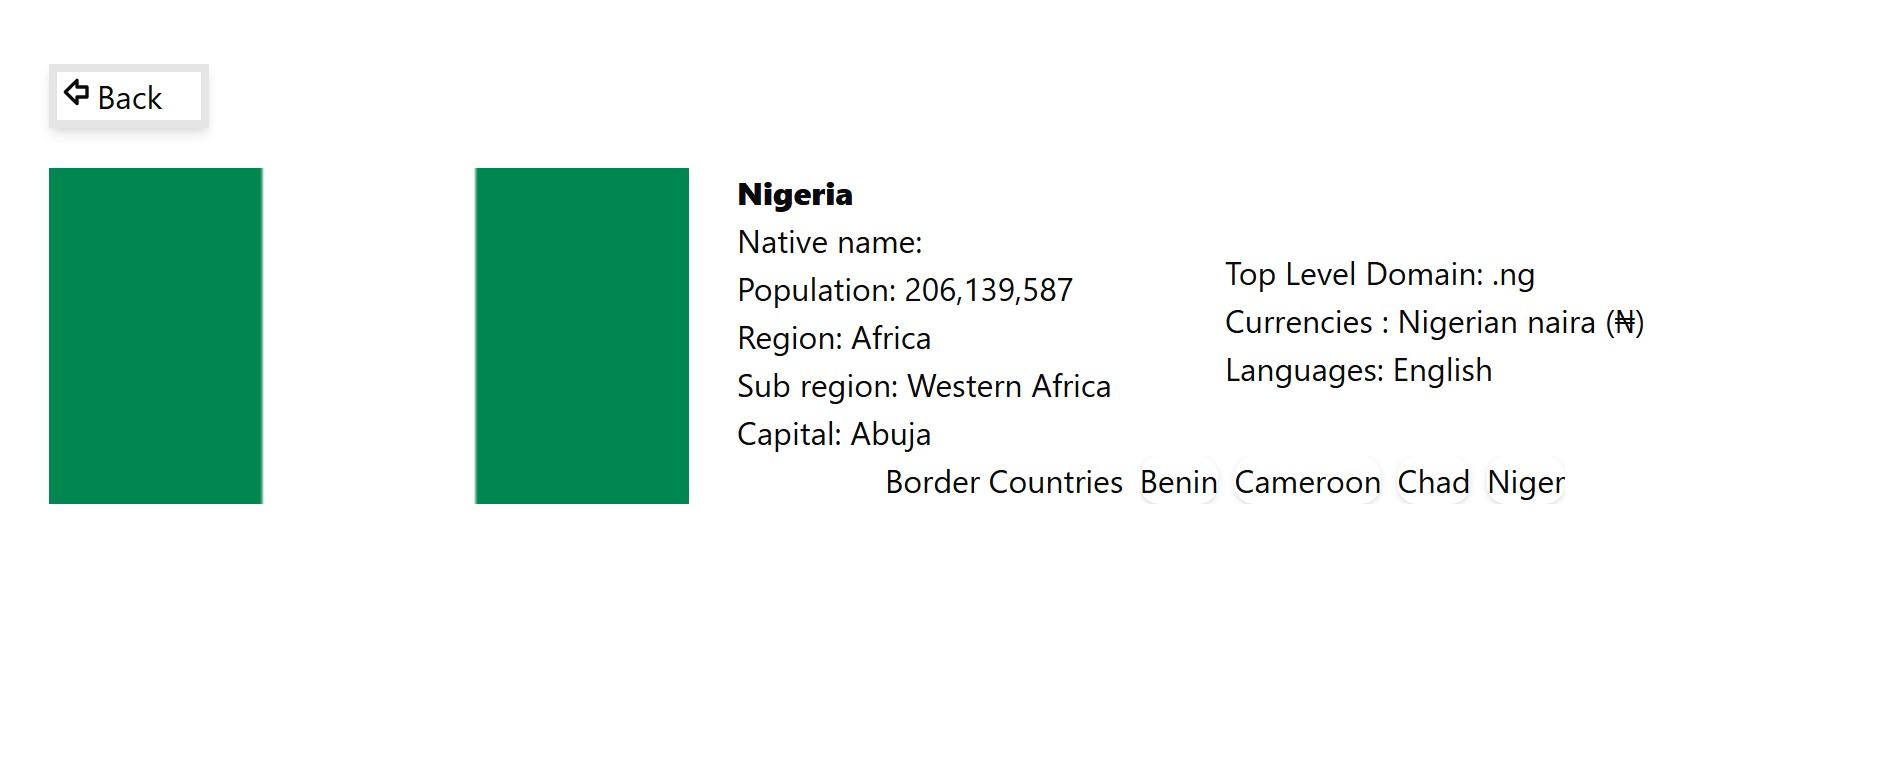 Back
Nigeria
Native name:
Population: 206,139,587
Region: Africa
Sub region: Western Africa
Capital: Abuja
Top Level Domain: .ng
Currencies : Nigerian naira (₦)
Languages: English
Border Countries Benin Cameroon Chad Niger